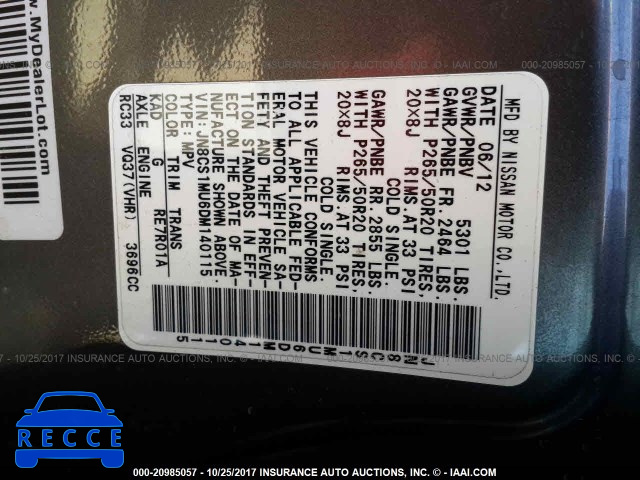 MFD BY NISSAN MOTOR CO.,LTD.
DATE 06/12
GVWR/PNBV 5301 LBS.
GAWR/PNBE FR. 2464 LBS.
WITH P265/50R20 TIRES,
20X8J RIMS.AT 33 PSI
COLD SINGLE.
GAWR/PNBE RR. 2855 LBS.
WITH P265/50R20 TIRES,
20X8J RIMS.AT 33 PSI
COLD SINGLE.
THIS VEHICLE CONFORMS
TO ALL APPLICABLE FED-
ERAL MOTOR VEHICLE SA-
FETY AND THEFT PREVEN-
TION STANDARDS IN EFF-
ECT ON THE DATE OF MA-
NUFACTURE SHOWN ABOVE.
VIN:JN8CS1MU6DM140115
TYPE:MPV
COLOR TRIM TRANS
KAD G RE7R01A
AXLE ENGINE
RC33 VQ37(VHR) 3696CC
JN8CS1MU6DM140115
w.MyDealerLot.com
000-20985057 - 10/25/2017 INSURANCE AUTO AUCTIONS CENTER - © IAAI.COM
RECCE